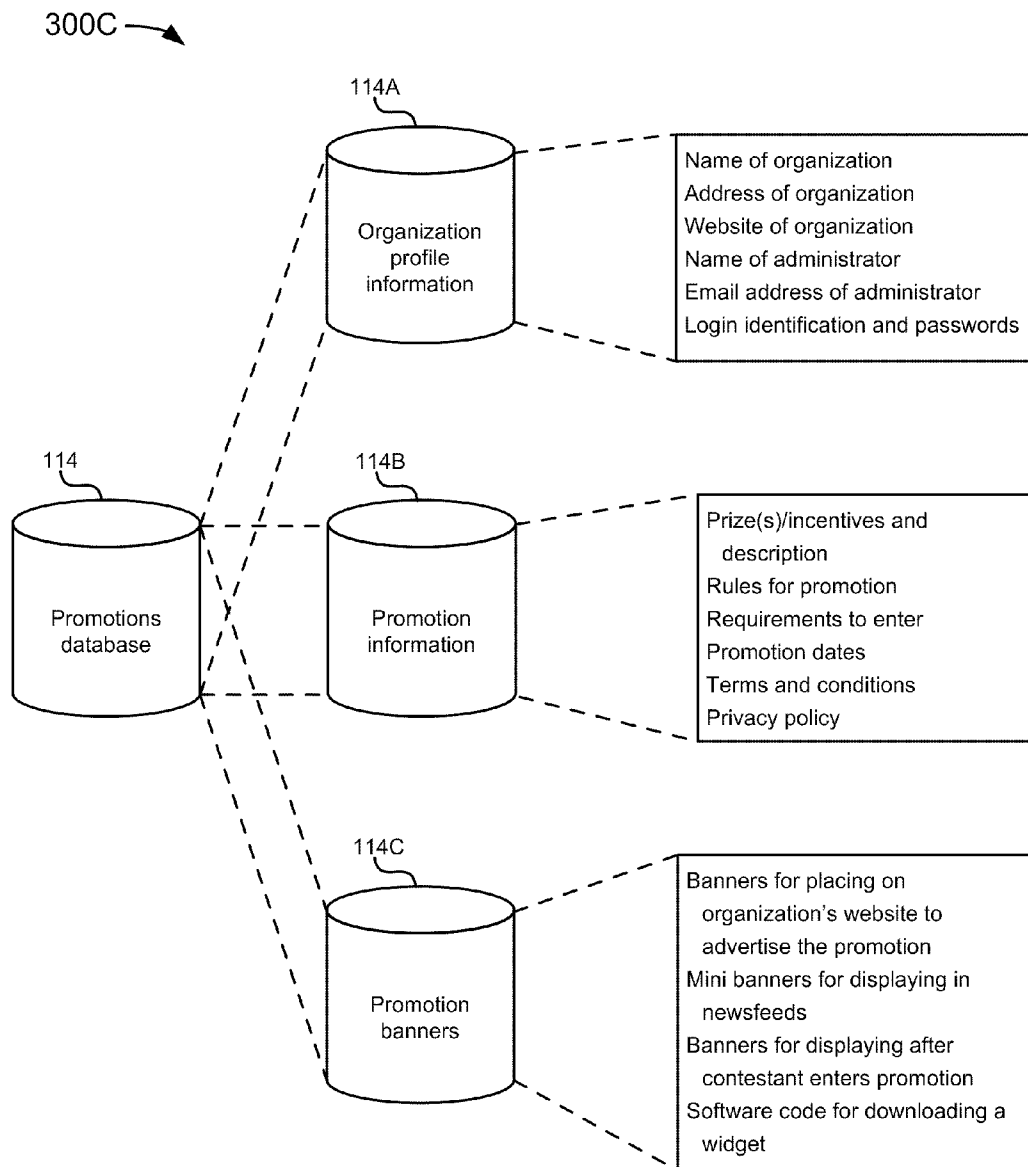 300C
114A
Organization
profile
information
Name of organization
Address of organization
Website of organization
Name of administrator
Email address of administrator
Login identification and passwords
114
Promotions
database
114B
Promotion
information
Prize(s)/incentives and
description
Rules for promotion
Requirements to enter
Promotion dates
Terms and conditions
Privacy policy
114C
Promotion
banners
Banners for placing on
organization's website to
advertise the promotion
Mini banners for displaying in
newsfeeds
Banners for displaying after
contestant enters promotion
Software code for downloading a
widget